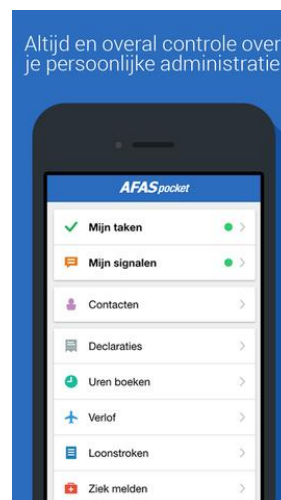 Altijd en overal controle over
je persoonlijke administratie
AFAS pocket
Mijn taken
Mijn signalen
Contacten
Declaraties
Uren boeken
Verlof
Loonstroken
Ziek melden